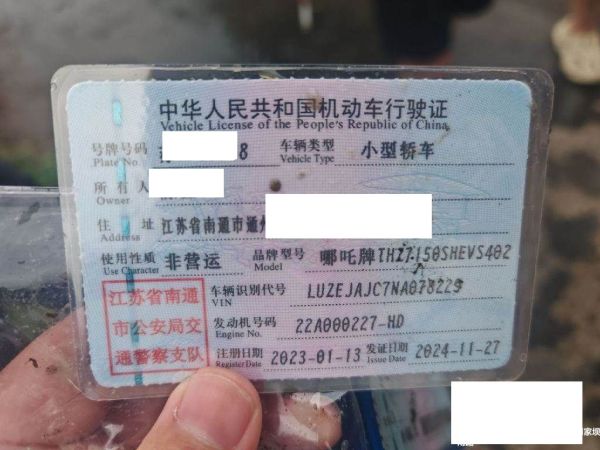 中华人民共和国机动车行驶证
Vehicle License of the People's Republic of China
号牌号码 8 车辆类型 小型轿车
Plate No. Vehicle Type
所有人
Owner
住址 江苏省南通市通州
Address
使用性质 非营运 品牌型号 哪吒牌THZ7150SHEVS402
Use Character Model
江苏省南通
市公安局交
通警察支队
车辆识别代号 LUZEJAJC7NA078229
VIN
发动机号码 22A000227-HD
Engine No.
注册日期 2023-01-13 发证日期 2024-11-27
Register Date Issue Date
家坝